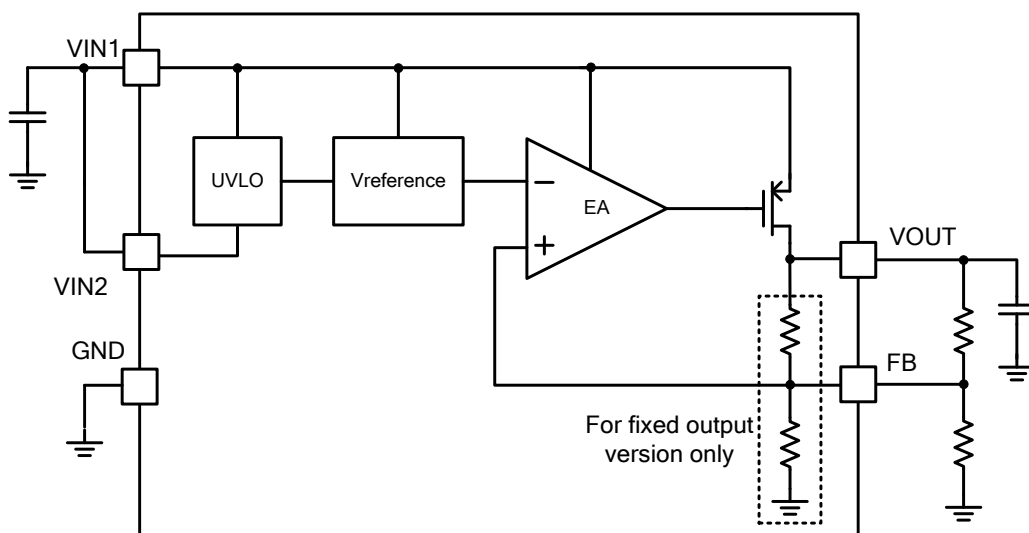 VIN1
UVLO
Vreference
−
EA
+
VOUT
VIN2
GND
FB
For fixed output
version only